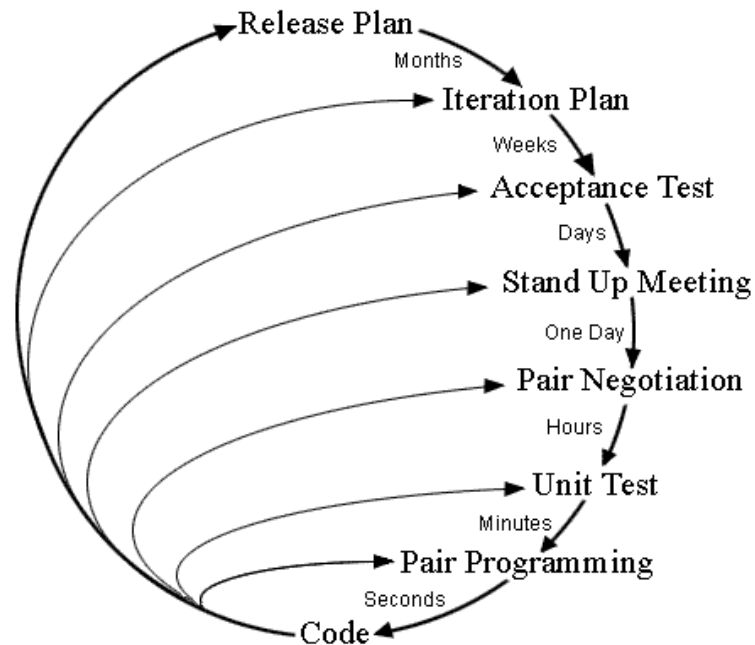 Release Plan
Months
Iteration Plan
Weeks
Acceptance Test
Days
Stand Up Meeting
One Day
Pair Negotiation
Hours
Unit Test
Minutes
Pair Programming
Seconds
Code